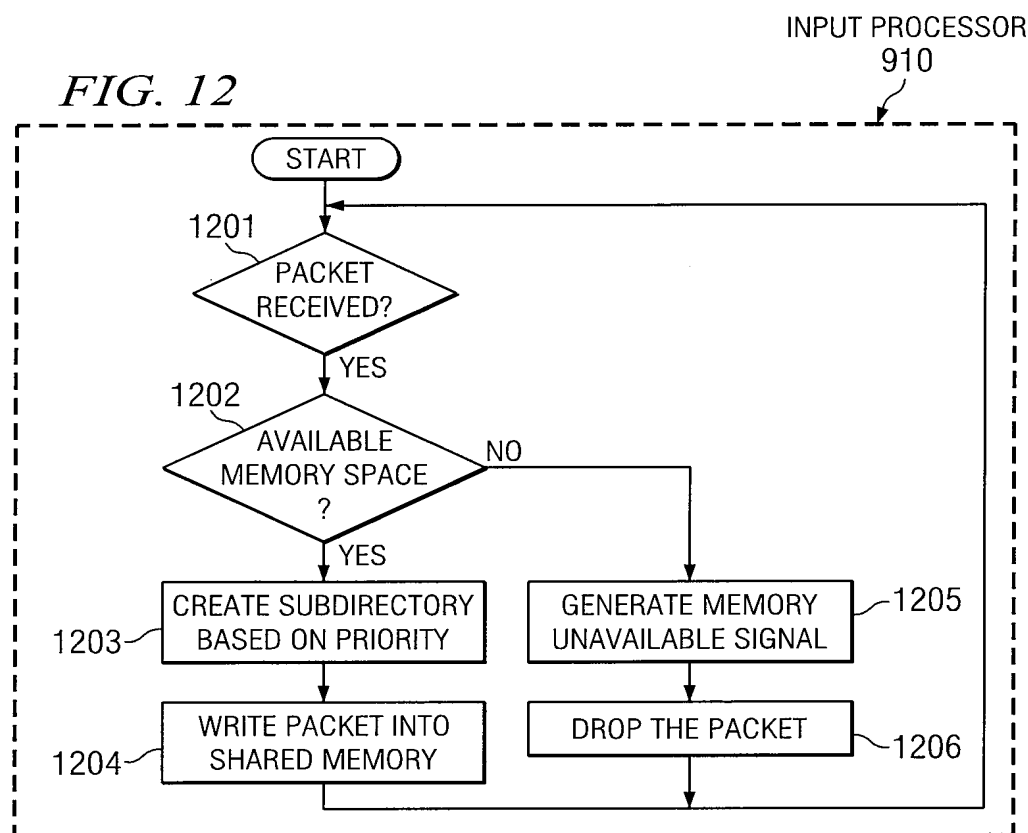 INPUT PROCESSOR
910
FIG. 12
START
1201
PACKET
RECEIVED?
YES
1202
AVAILABLE
MEMORY SPACE
?
NO
YES
CREATE SUBDIRECTORY
BASED ON PRIORITY
1203
GENERATE MEMORY
UNAVAILABLE SIGNAL
1205
WRITE PACKET INTO
SHARED MEMORY
1204
DROP THE PACKET
1206